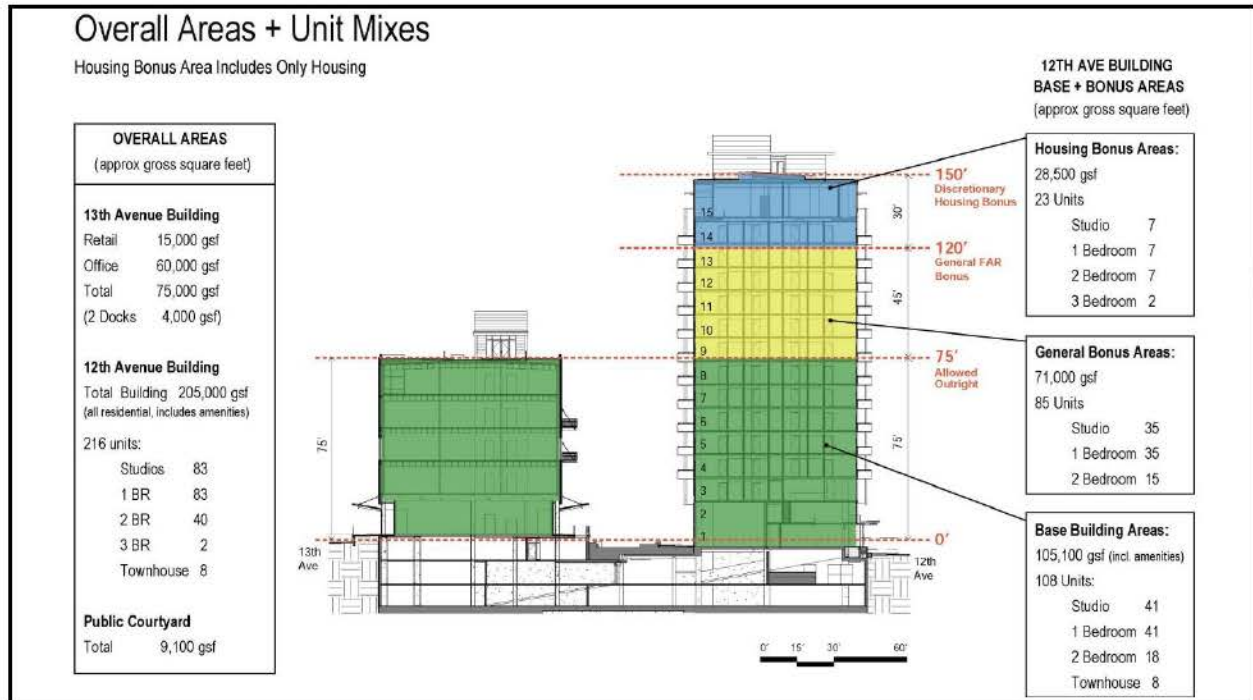 Overall Areas + Unit Mixes
Housing Bonus Area Includes Only Housing
OVERALL AREAS
(approx gross square feet)
13th Avenue Building
Retail 15,000 gsf
Office 60,000 gsf
Total 75,000 gsf
(2 Docks 4,000 gsf)
12th Avenue Building
Total Building 205,000 gsf
(all residential, includes amenities)
216 units:
Studios 83
1 BR 83
2 BR 40
3 BR 2
Townhouse 8
Public Courtyard
Total 9,100 gsf
75'
13th
Ave
15
14
13
12
11
10
9
8
7
6
5
4
3
2
1
150'
Discretionary
Housing Bonus
30'
120'
General FAR
Bonus
45'
75'
Allowed
Outright
75'
0'
12th
Ave
0' 15' 30' 60'
12TH AVE BUILDING
BASE + BONUS AREAS
(approx gross square feet)
Housing Bonus Areas:
28,500 gsf
23 Units
Studio 7
1 Bedroom 7
2 Bedroom 7
3 Bedroom 2
General Bonus Areas:
71,000 gsf
85 Units
Studio 35
1 Bedroom 35
2 Bedroom 15
Base Building Areas:
105,100 gsf (incl. amenities)
108 Units:
Studio 41
1 Bedroom 41
2 Bedroom 18
Townhouse 8